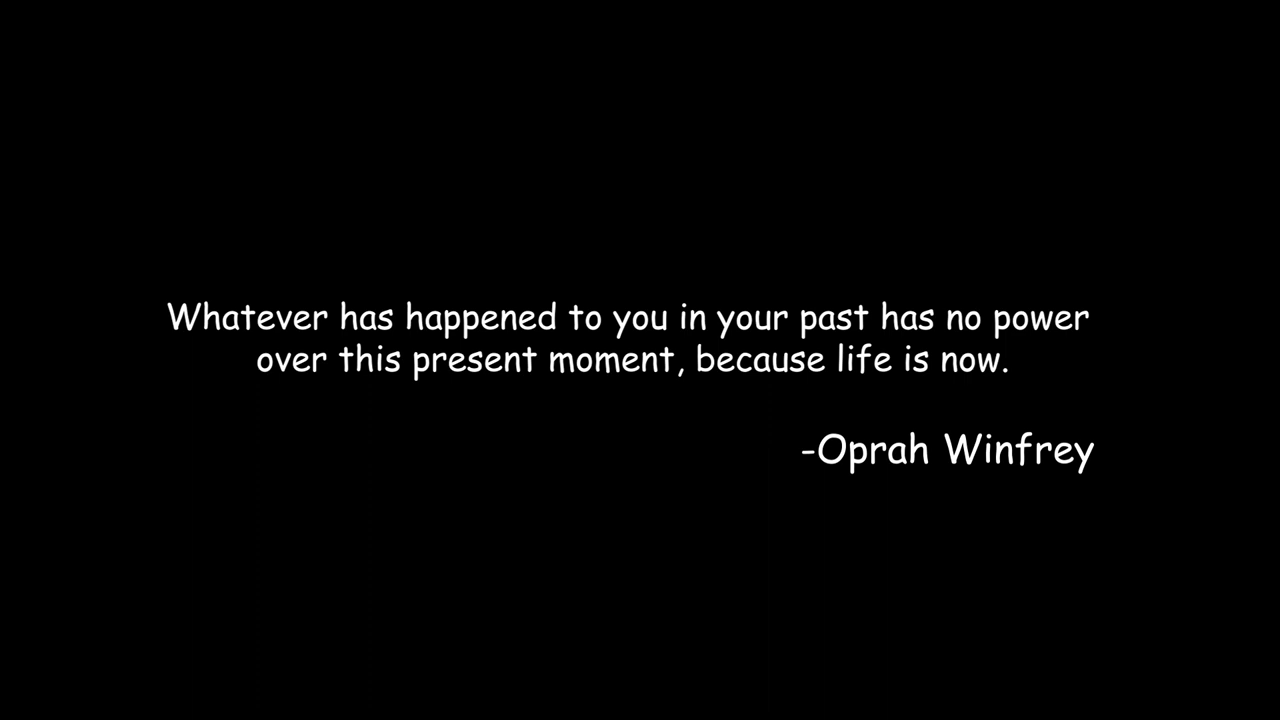 Whatever has happened to you in your past has no power
over this present moment, because life is now.
-Oprah Winfrey